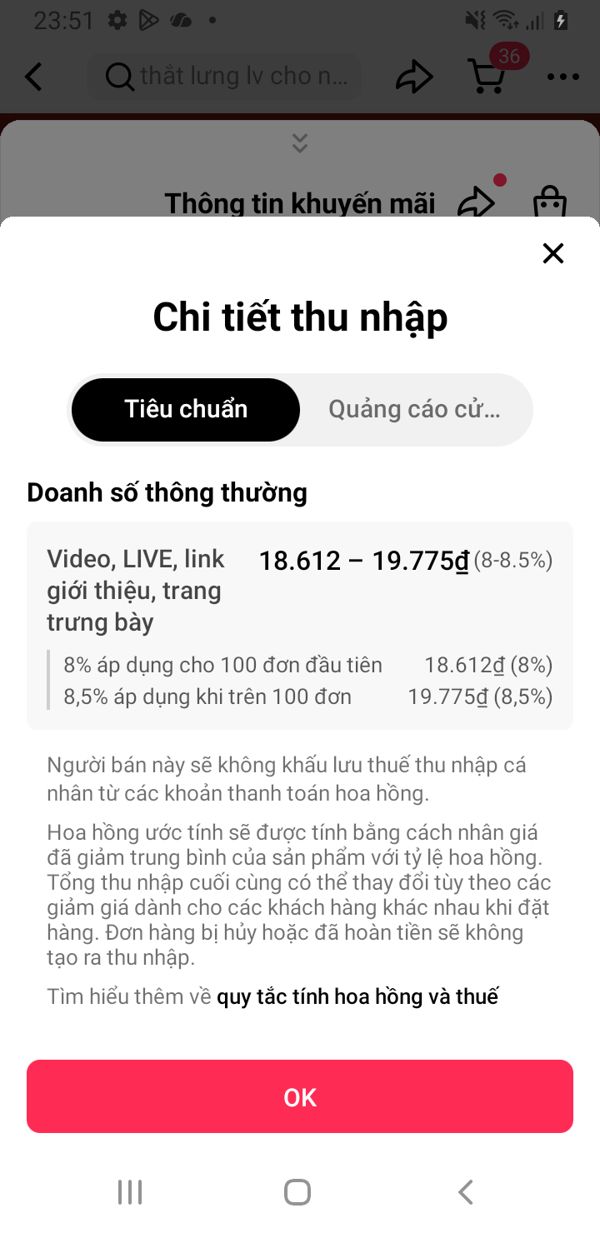 23:51
36
thắt lưng lv cho n...
Thông tin khuyến mãi
Chi tiết thu nhập
Tiêu chuẩn
Quảng cáo cử...
Doanh số thông thường
Video, LIVE, link
giới thiệu, trang
trưng bày
18.612 – 19.775₫ (8-8.5%)
8% áp dụng cho 100 đơn đầu tiên 18.612₫ (8%)
8,5% áp dụng khi trên 100 đơn 19.775₫ (8,5%)
Người bán này sẽ không khấu lưu thuế thu nhập cá
nhân từ các khoản thanh toán hoa hồng.
Hoa hồng ước tính sẽ được tính bằng cách nhân giá
đã giảm trung bình của sản phẩm với tỷ lệ hoa hồng.
Tổng thu nhập cuối cùng có thể thay đổi tùy theo các
giảm giá dành cho các khách hàng khác nhau khi đặt
hàng. Đơn hàng bị hủy hoặc đã hoàn tiền sẽ không
tạo ra thu nhập.
Tìm hiểu thêm về quy tắc tính hoa hồng và thuế
OK